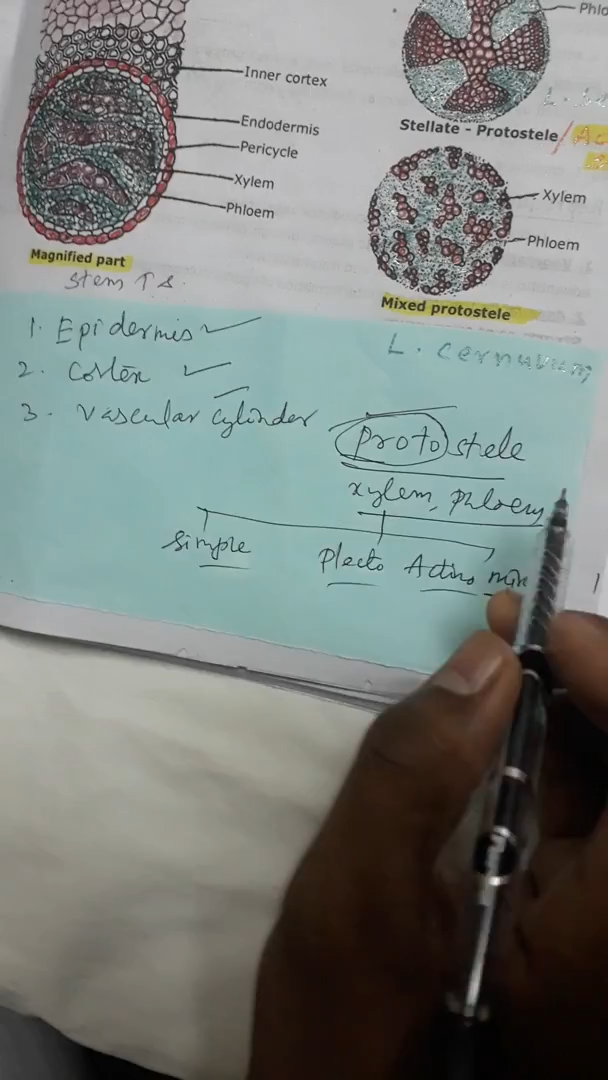 Inner cortex
Endodermis
Pericycle
Xylem
Phloem
Magnified part
Stem T.S.
Stellate - Protostele /
Xylem
Phloem
Mixed protostele
L. cernuum
1. Epidermis
2. Cortex
3. Vascular cylinder
Protostele
xylem, phloem
Simple Plecto Actino